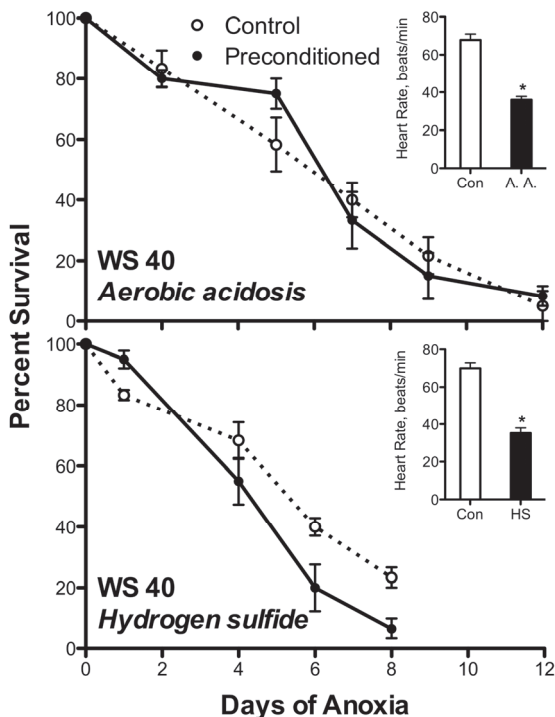 Control
Preconditioned
100
80
60
40
20
0
WS 40
Aerobic acidosis
Heart Rate, beats/min
80
60
40
20
0
*
Con
Λ. Λ.
Percent Survival
100
80
60
40
20
0
WS 40
Hydrogen sulfide
Heart Rate, beats/min
80
60
40
20
0
*
Con
HS
0
2
4
6
8
10
12
Days of Anoxia